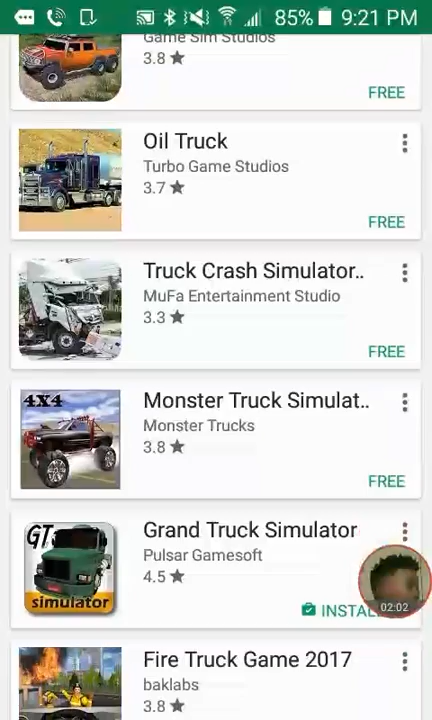 85% 9:21 PM
Game Sim Studios
3.8 ★
FREE
Oil Truck
Turbo Game Studios
3.7 ★
FREE
Truck Crash Simulator..
MuFa Entertainment Studio
3.3 ★
FREE
4X4
Monster Truck Simulat..
Monster Trucks
3.8 ★
FREE
GT
simulator
Grand Truck Simulator
Pulsar Gamesoft
4.5 ★
INSTAL
02:02
Fire Truck Game 2017
baklabs
3.8 ★